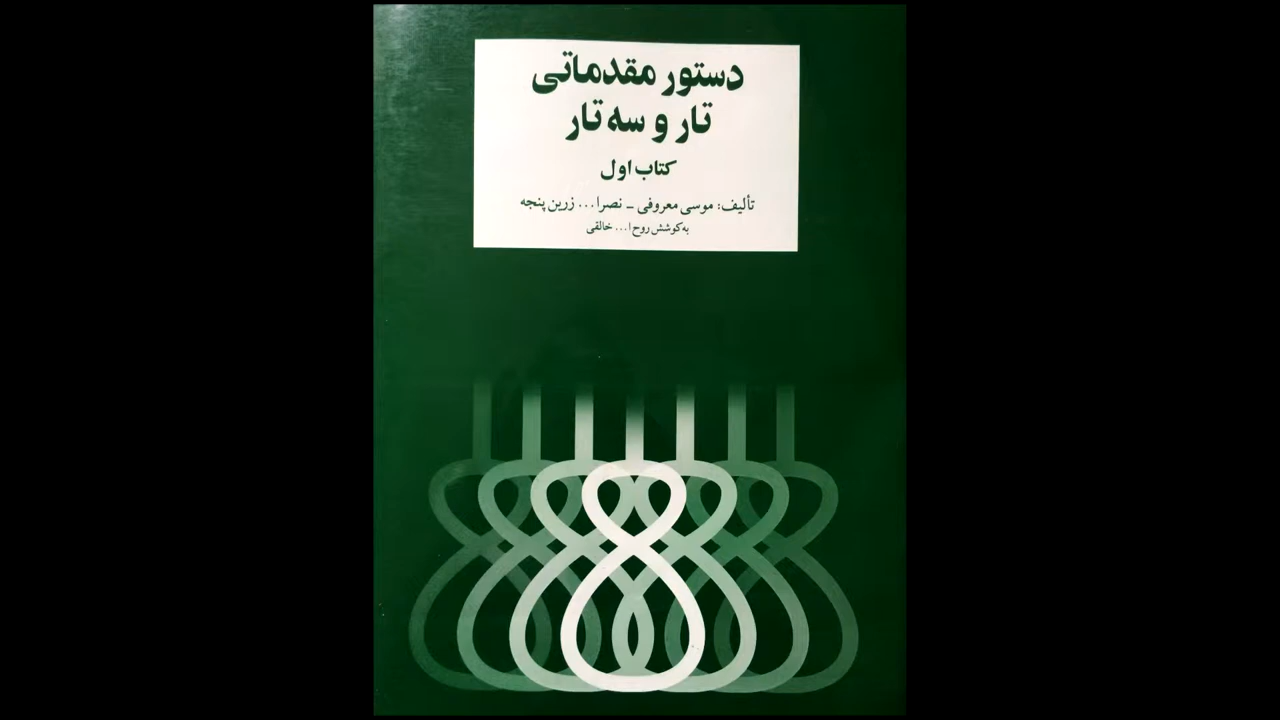 دستور مقدماتی
تار و سه تار
کتاب اول
تألیف: موسی معروفی ـ نصرا... زرین پنجه
به کوشش روح ا... خالقی